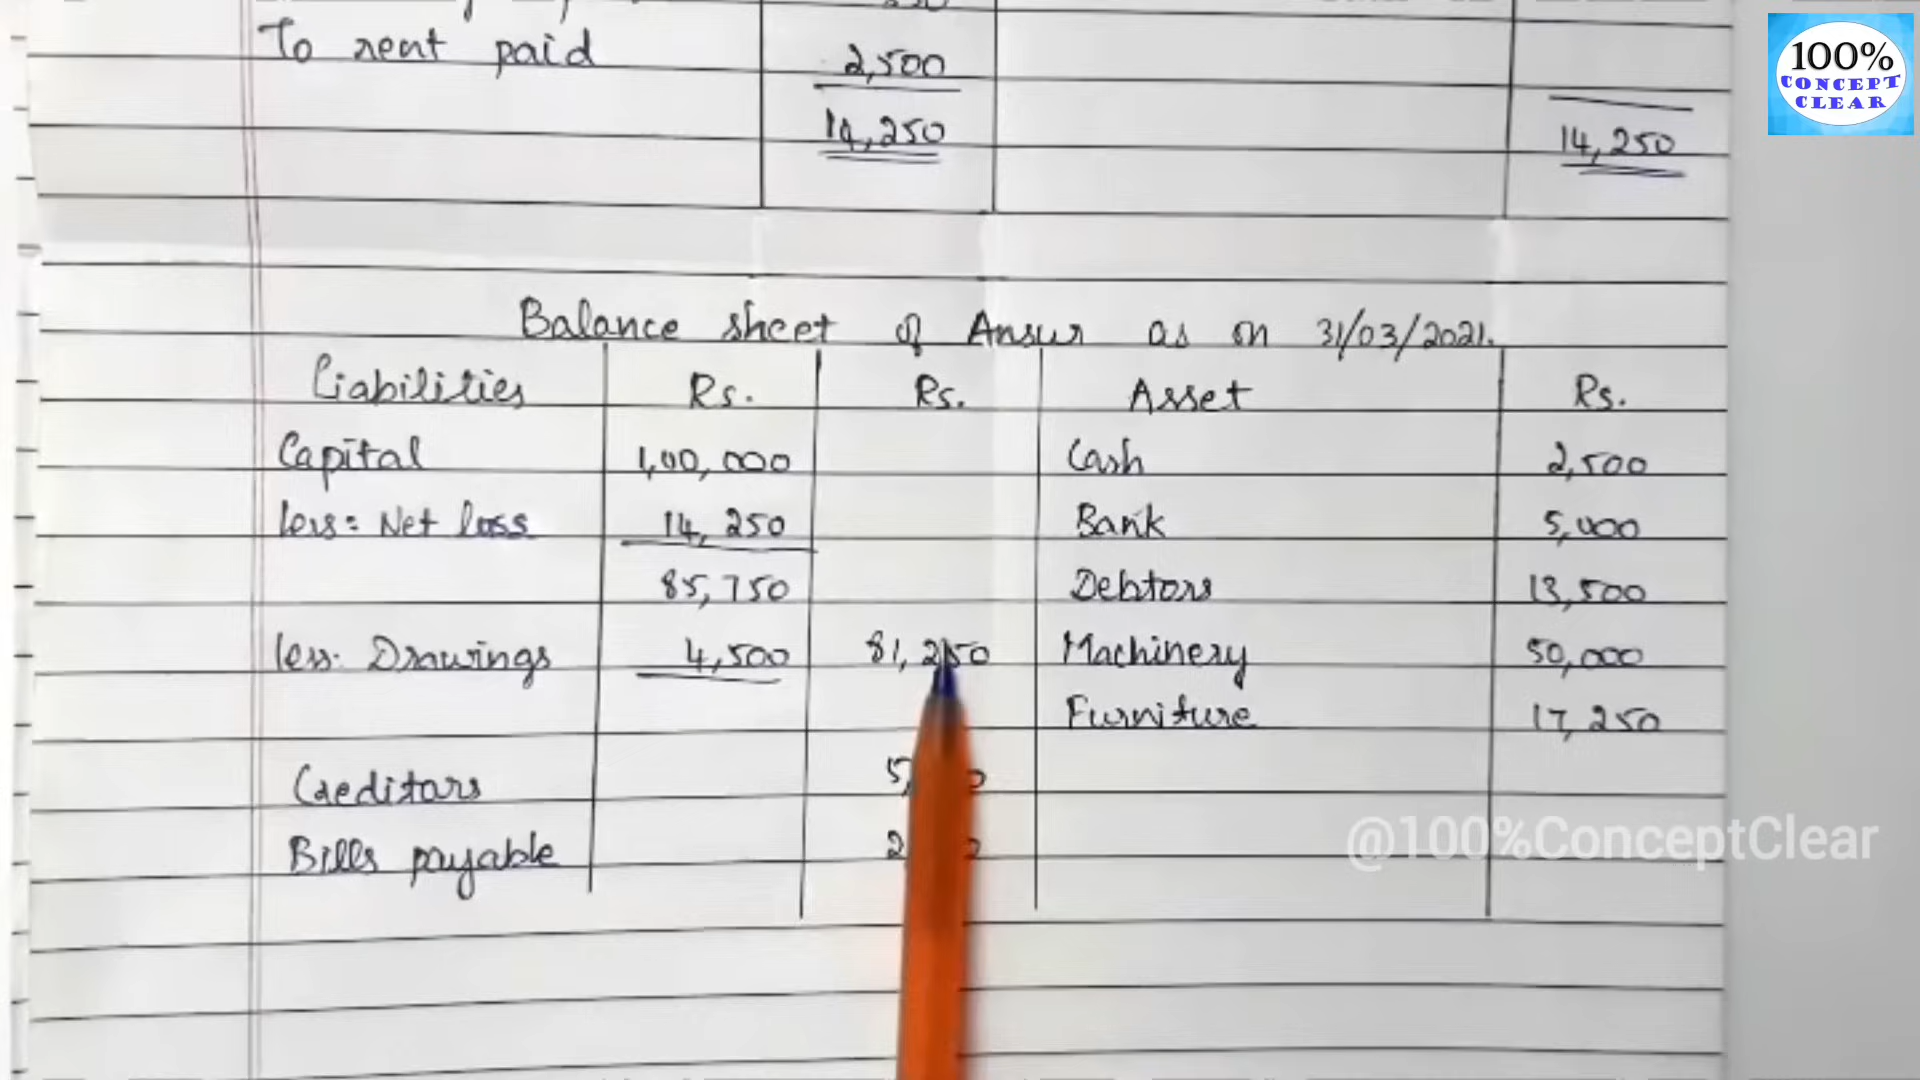 To rent paid 2,500
14,250 14,250
100%
CONCEPT
CLEAR
Balance sheet of Ansur as on 31/03/2021.
Liabilities Rs. Rs. Asset Rs.
Capital 1,00,000 Cash 2,500
less: Net loss 14,250 Bank 5,000
85,750 Debtors 13,500
less: Drawings 4,500 81,250 Machinery 50,000
Furniture 17,250
Creditars
Bills payable
@100%ConceptClear